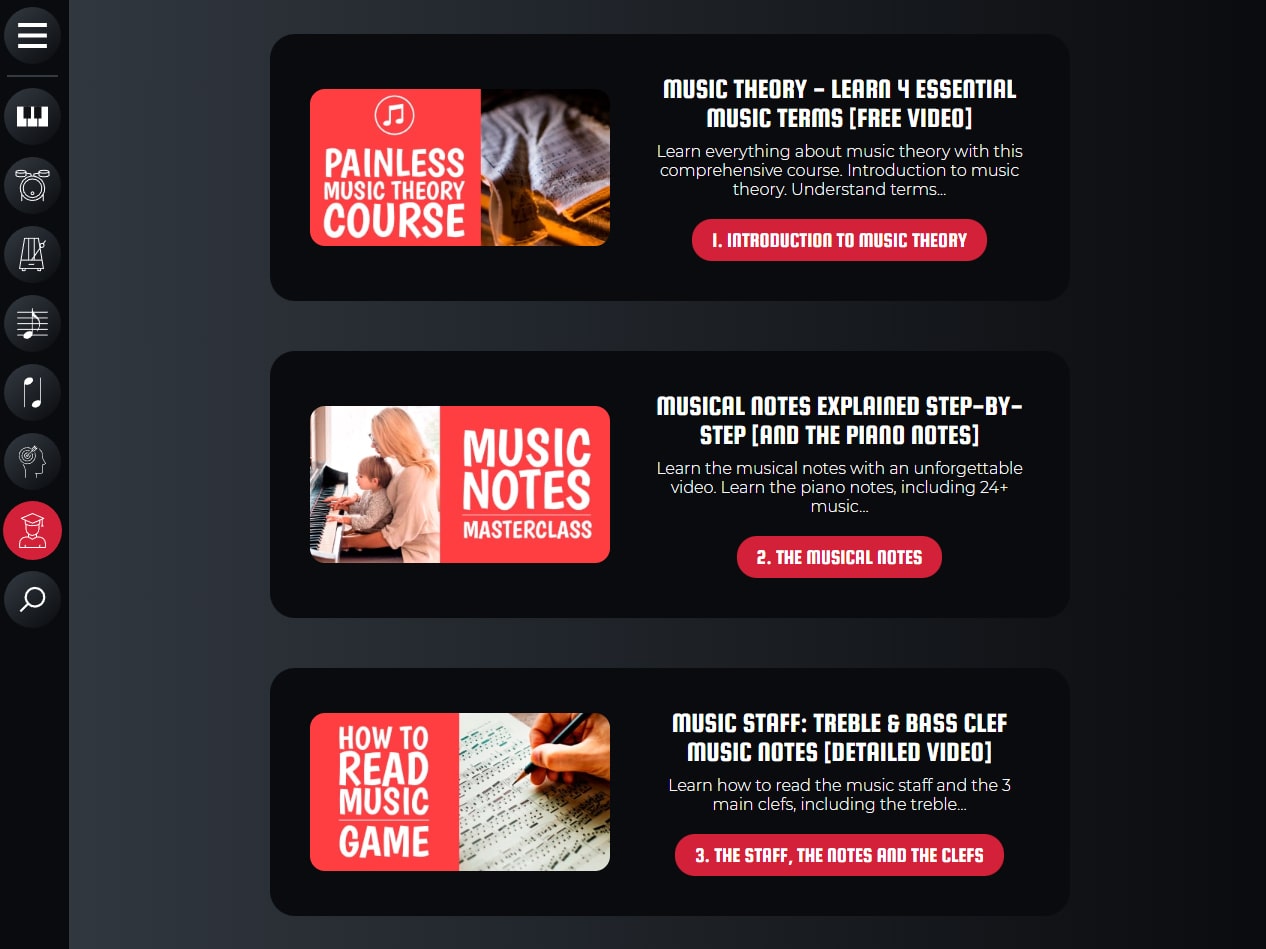 PAINLESS
MUSIC THEORY
COURSE
MUSIC THEORY – LEARN 4 ESSENTIAL
MUSIC TERMS [FREE VIDEO]
Learn everything about music theory with this
comprehensive course. Introduction to music
theory. Understand terms...
1. INTRODUCTION TO MUSIC THEORY
MUSIC
NOTES
MASTERCLASS
MUSICAL NOTES EXPLAINED STEP-BY-
STEP [AND THE PIANO NOTES]
Learn the musical notes with an unforgettable
video. Learn the piano notes, including 24+
music...
2. THE MUSICAL NOTES
HOW TO
READ
MUSIC
GAME
MUSIC STAFF: TREBLE & BASS CLEF
MUSIC NOTES [DETAILED VIDEO]
Learn how to read the music staff and the 3
main clefs, including the treble...
3. THE STAFF, THE NOTES AND THE CLEFS